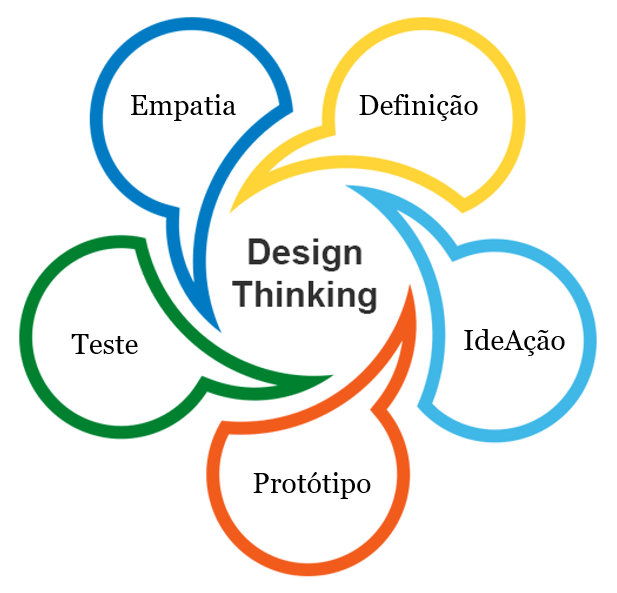 Empatia
Definição
Design
Thinking
IdeAção
Teste
Protótipo